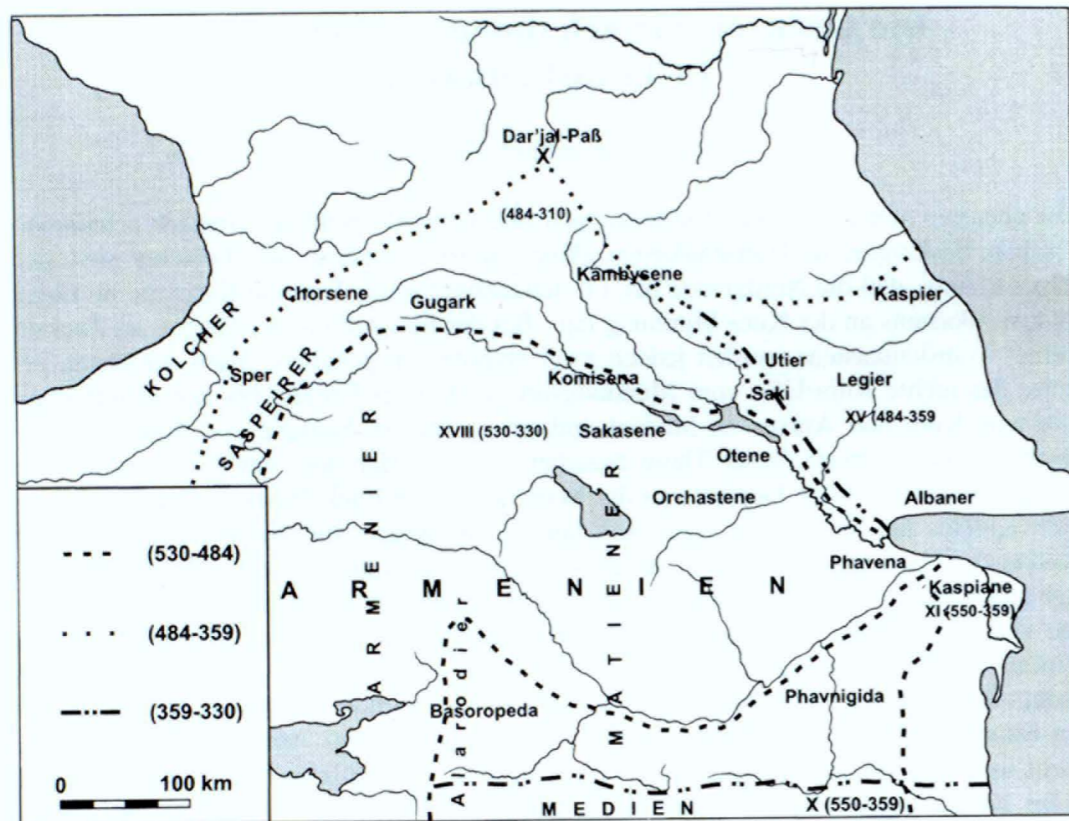 Dar'jal-Paß
X
(484-310)
Kambysene
Chorsene
Kaspier
Gugark
KOLCHER
Utier
Sper
Komisena
Legier
Saki
SASPEIRER
XV (484-359
XVIII (530-330)
Sakasene
Otene
Orchastene
Albaner
ARMENIER
MATIENER
Phavena
ARMENIEN
Kaspiane
XI (550-359)
Alarodier
Phavnigida
Basoropeda
MEDIEN
X (550-359)
(530-484)
(484-359)
(359-330)
0 100 km